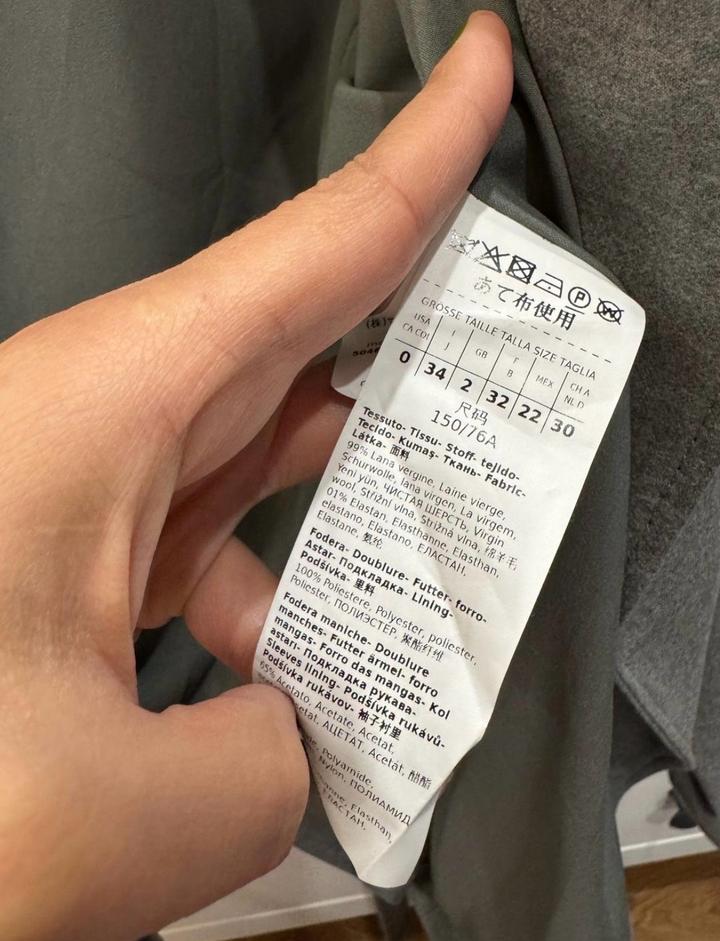 P W
あて布使用
GROSSE TAILLE TALLA SIZE TAGLIA
USA I GB F MEX CH A
CA J B NL D
0 34 2 32 22 30
尺码
150/76A
Tessuto- Tissu- Stoff- tejido-
Tecido- Kumaş- Ткань- Fabric-
Látka- 面料
99% Lana vergine, Laine vierge,
Schurwolle, lana virgen, La virgem,
Yeni yün, ЧИСТАЯ ШЕРСТЬ, Virgin
wool, Střižní vlna, Strižná vlna, 绵羊毛
01% Elastan, Elasthanne, Elasthan,
elastano, Elastano, ЕЛАСТАН,
Elastane, 氨纶
Fodera- Doublure- Futter- forro-
Astar- Подкладка- Lining-
Podšívka- 里料
100% Poliestere, Polyester, poliester,
Poliester, ПОЛИЭСТЕР, 聚酯纤维
Fodera maniche- Doublure
manches- Futter ärmel- forro
mangas- Forro das mangas- Kol
astarı- Подкладка рукава-
Sleeves lining- Podšívka rukávů-
Podšívka rukávov- 袖子衬里
65% Acetato, Acetate, Acetat,
АЦЕТАТ, Acetát, 醋酯
Polyamide,
Nylon, ПОЛИАМИД
Elasthan,